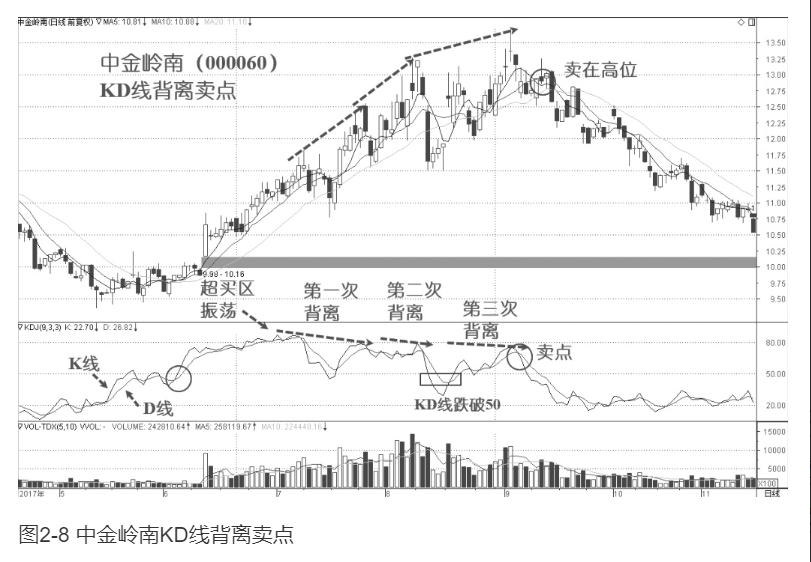 中金岭南(日线 前复权) ▽MA5: 10.81↓ MA10: 10.88↓ MA20: 11.10↓
中金岭南（000060）
KD线背离卖点
卖在高位
13.50
13.25
13.00
12.75
12.50
12.25
12.00
11.75
11.50
11.25
11.00
10.75
10.50
10.25
10.00
9.50
9.99 - 10.16
超买区
振荡
第一次
背离
第二次
背离
第三次
背离
▽KDJ(9,3,3) K: 22.70↓ D: 26.82↓
卖点
K线
D线
KD线跌破50
80.00
50.00
20.00
▽VOL-TDX(5,10) VVOL: - VOLUME: 242810.64↑ MA5: 258119.67↑ MA10: 224449.16↓
15000
10000
5000
X100
2017年 5 6 7 8 9 10 11 日线
图2-8 中金岭南KD线背离卖点